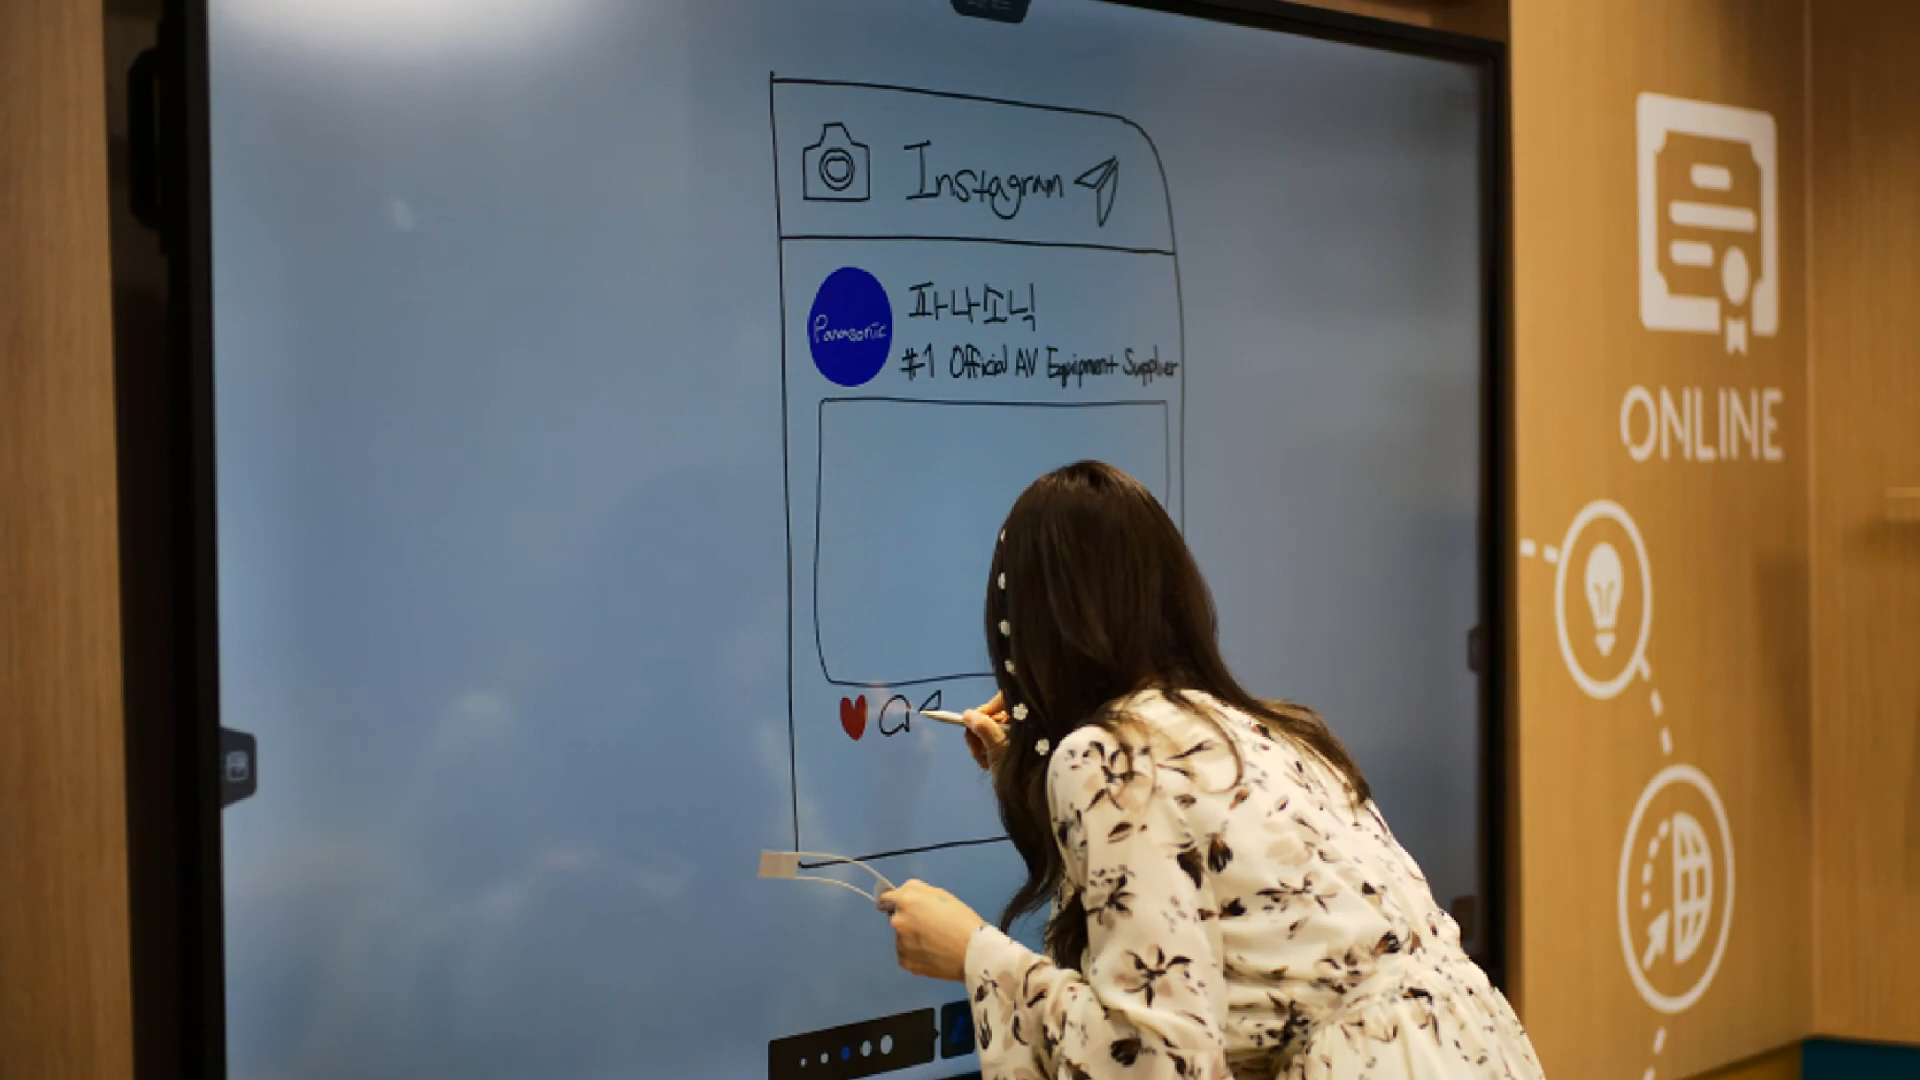 Instagram
Panasonic
파나소닉
#1 Official AV Equipment Supplier
ONLINE